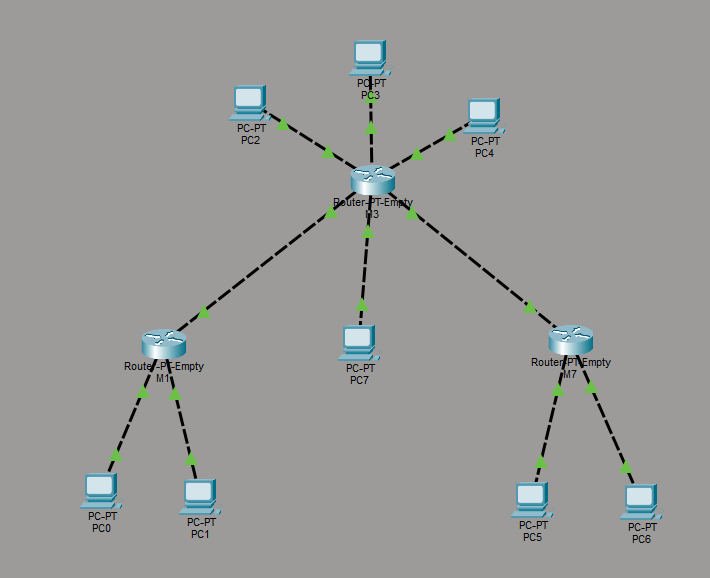 PC-PT
PC3
PC-PT
PC2
PC-PT
PC4
Router-PT-Empty
M3
Router-PT-Empty
M1
PC-PT
PC7
Router-PT-Empty
M7
PC-PT
PC0
PC-PT
PC1
PC-PT
PC5
PC-PT
PC6